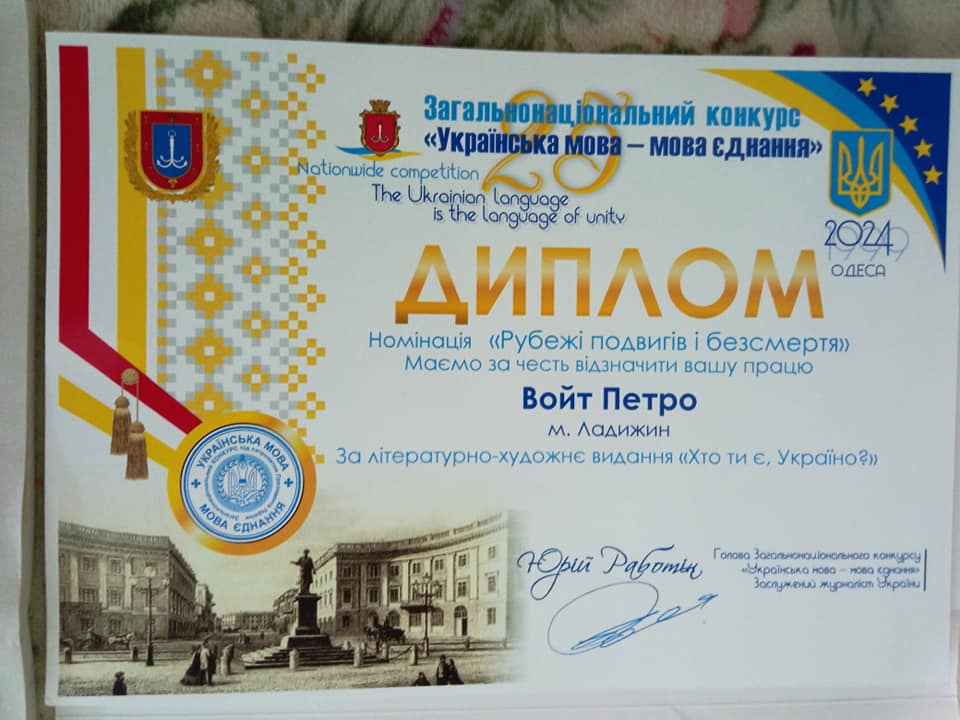 25
Загальнонаціональний конкурс
«Українська мова – мова єднання»
Nationwide competition
The Ukrainian language
is the language of unity
2024
1999
ОДЕСА
ДИПЛОМ
Номінація «Рубежі подвигів і безсмертя»
Маємо за честь відзначити вашу працю
Войт Петро
м. Ладижин
За літературно-художнє видання «Хто ти є, Україно?»
УКРАЇНСЬКА МОВА
МОВА ЄДНАННЯ
Юрій Работін
Голова Загальнонаціонального конкурсу
«Українська мова – мова єднання»
Заслужений журналіст України